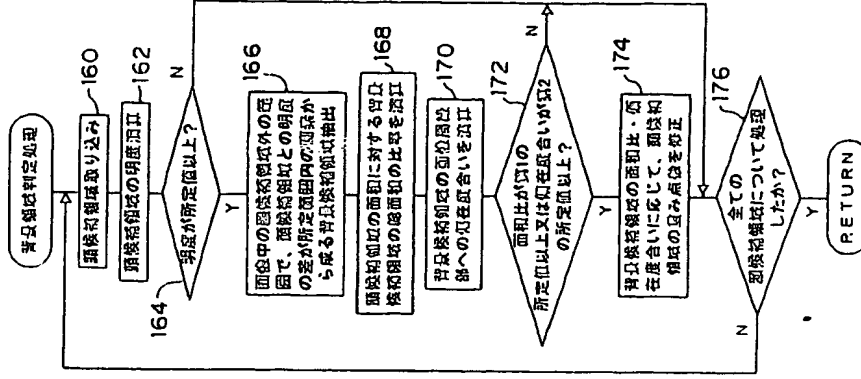 背景領域判定処理
顔候補領域取り込み
160
顔候補領域の明度演算
162
明度が所定値以上?
164
N
Y
画像中の顔候補領域外の範
囲で、顔候補領域との明度
の差が所定範囲内の画素か
ら成る背景候補領域抽出
166
顔候補領域の面積に対する背景
候補領域の総面積の比率を演算
168
背景候補領域の画像周縁
部への偏在度合いを演算
170
面積比が第1の
所定値以上又は偏在度合いが第2
の所定値以上?
172
N
Y
背景候補領域の面積比・偏
在度合いに応じて、顔候補
領域の重み点数を修正
174
全ての
顔候補領域について処理
したか?
176
N
Y
RETURN